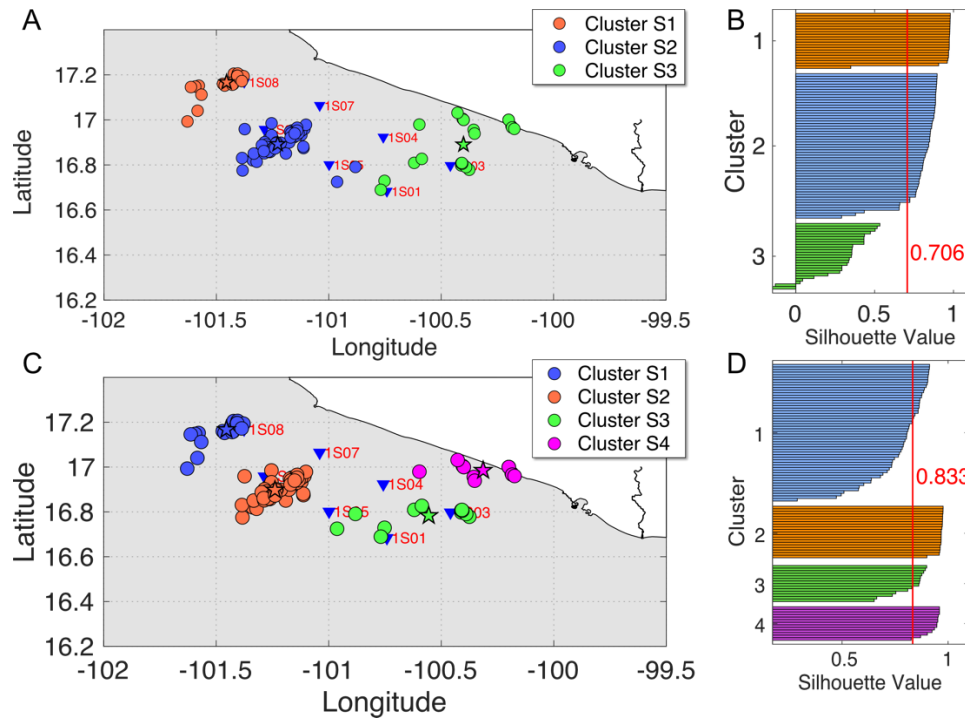 A
Cluster S1
Cluster S2
Cluster S3
17.2
17
16.8
16.6
16.4
16.2
Latitude
1S08
1S07
1S04
1S01
-102
-101.5
-101
-100.5
-100
-99.5
Longitude
B
1
2
3
Cluster
0.706
0
0.5
1
Silhouette Value
C
Cluster S1
Cluster S2
Cluster S3
Cluster S4
17.2
17
16.8
16.6
16.4
16.2
Latitude
1S08
1S07
1S04
1S01
-102
-101.5
-101
-100.5
-100
-99.5
Longitude
D
1
2
3
4
Cluster
0.833
0.5
1
Silhouette Value